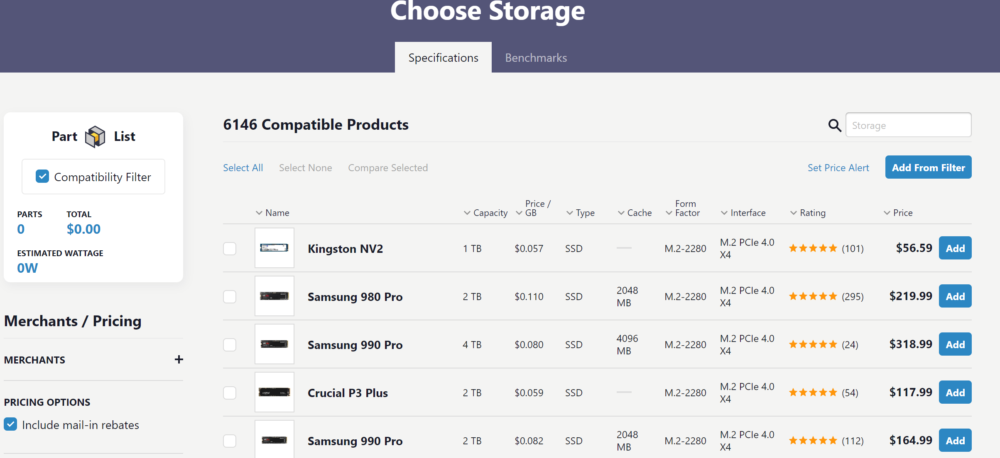 Choose Storage
Specifications
Benchmarks
Part List
Compatibility Filter
PARTS
0
TOTAL
$0.00
ESTIMATED WATTAGE
0W
Merchants / Pricing
MERCHANTS
PRICING OPTIONS
Include mail-in rebates
6146 Compatible Products
Storage
Select All
Select None
Compare Selected
Set Price Alert
Add From Filter
Name
Capacity
Price /
GB
Type
Cache
Form
Factor
Interface
Rating
Price
Kingston NV2
1 TB
$0.057
SSD
M.2-2280
M.2 PCIe 4.0
X4
(101)
$56.59
Add
Samsung 980 Pro
2 TB
$0.110
SSD
2048
MB
M.2-2280
M.2 PCIe 4.0
X4
(295)
$219.99
Add
Samsung 990 Pro
4 TB
$0.080
SSD
4096
MB
M.2-2280
M.2 PCIe 4.0
X4
(24)
$318.99
Add
crucial
Crucial P3 Plus
2 TB
$0.059
SSD
M.2-2280
M.2 PCIe 4.0
X4
(54)
$117.99
Add
Samsung 990 Pro
2 TB
$0.082
SSD
2048
MB
M.2-2280
M.2 PCIe 4.0
X4
(112)
$164.99
Add